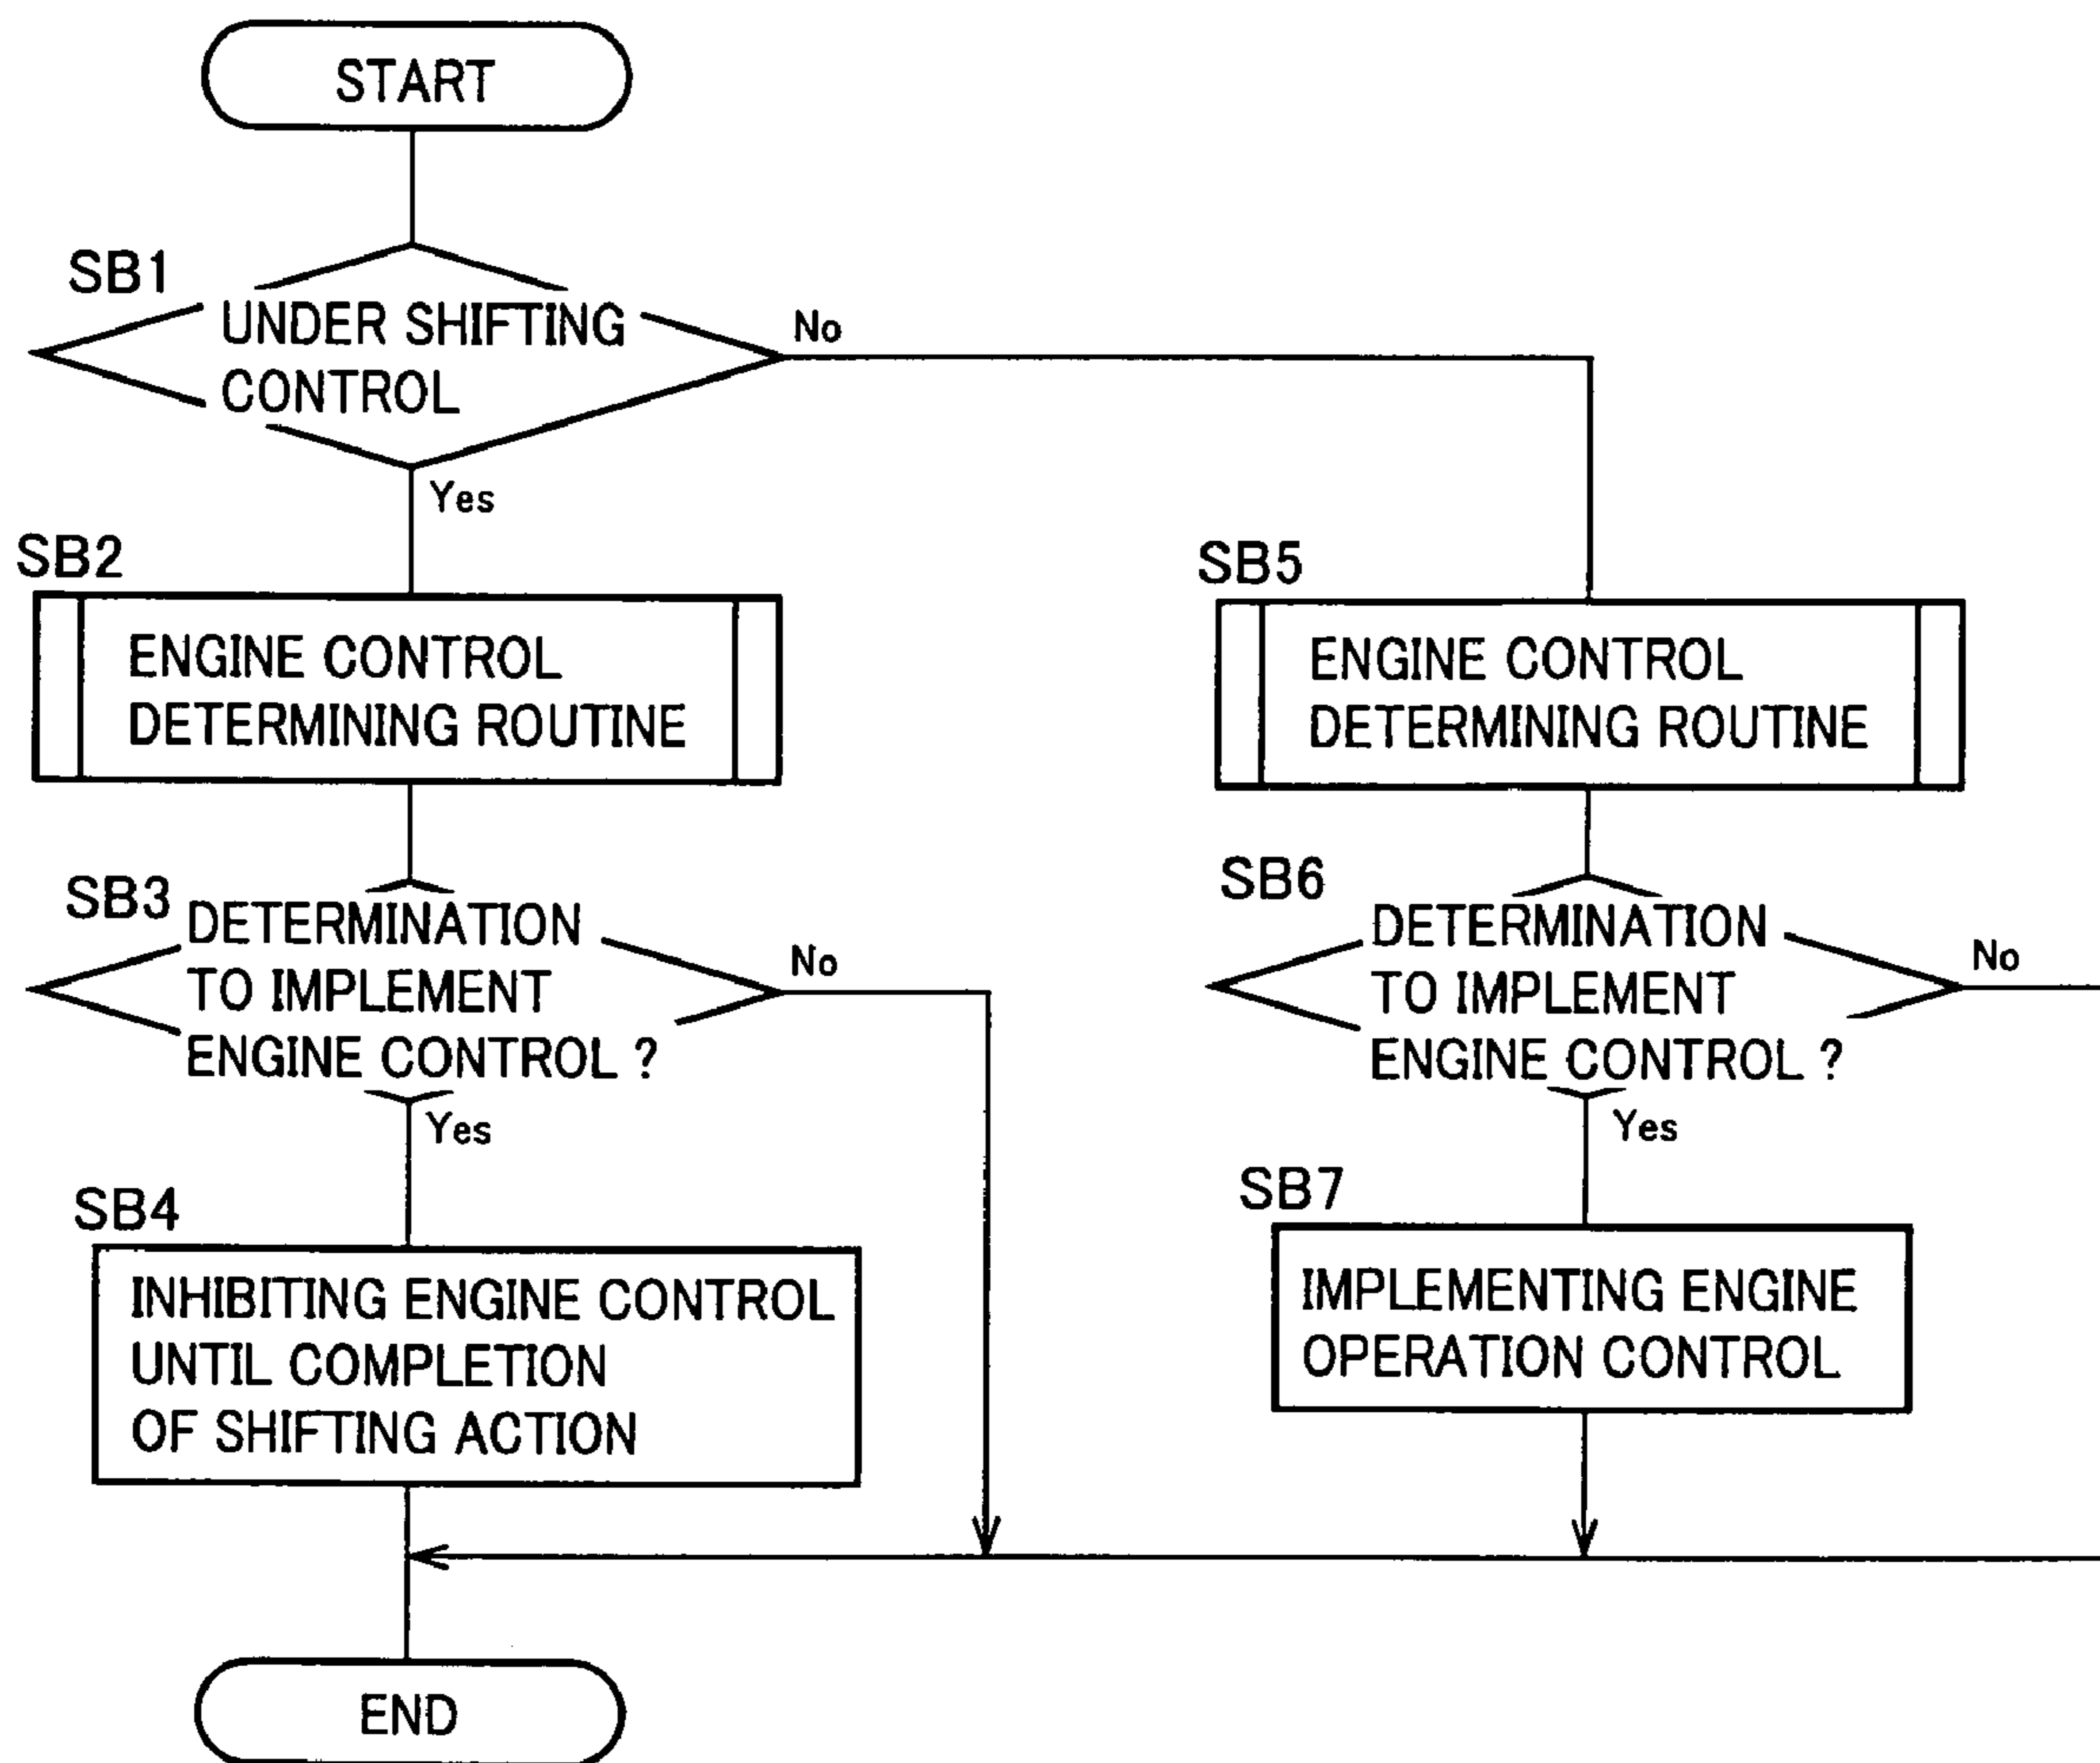 START
SB1
UNDER SHIFTING
CONTROL
No
Yes
SB2
ENGINE CONTROL
DETERMINING ROUTINE
SB3
DETERMINATION
TO IMPLEMENT
ENGINE CONTROL ?
No
Yes
SB4
INHIBITING ENGINE CONTROL
UNTIL COMPLETION
OF SHIFTING ACTION
SB5
ENGINE CONTROL
DETERMINING ROUTINE
SB6
DETERMINATION
TO IMPLEMENT
ENGINE CONTROL ?
No
Yes
SB7
IMPLEMENTING ENGINE
OPERATION CONTROL
END